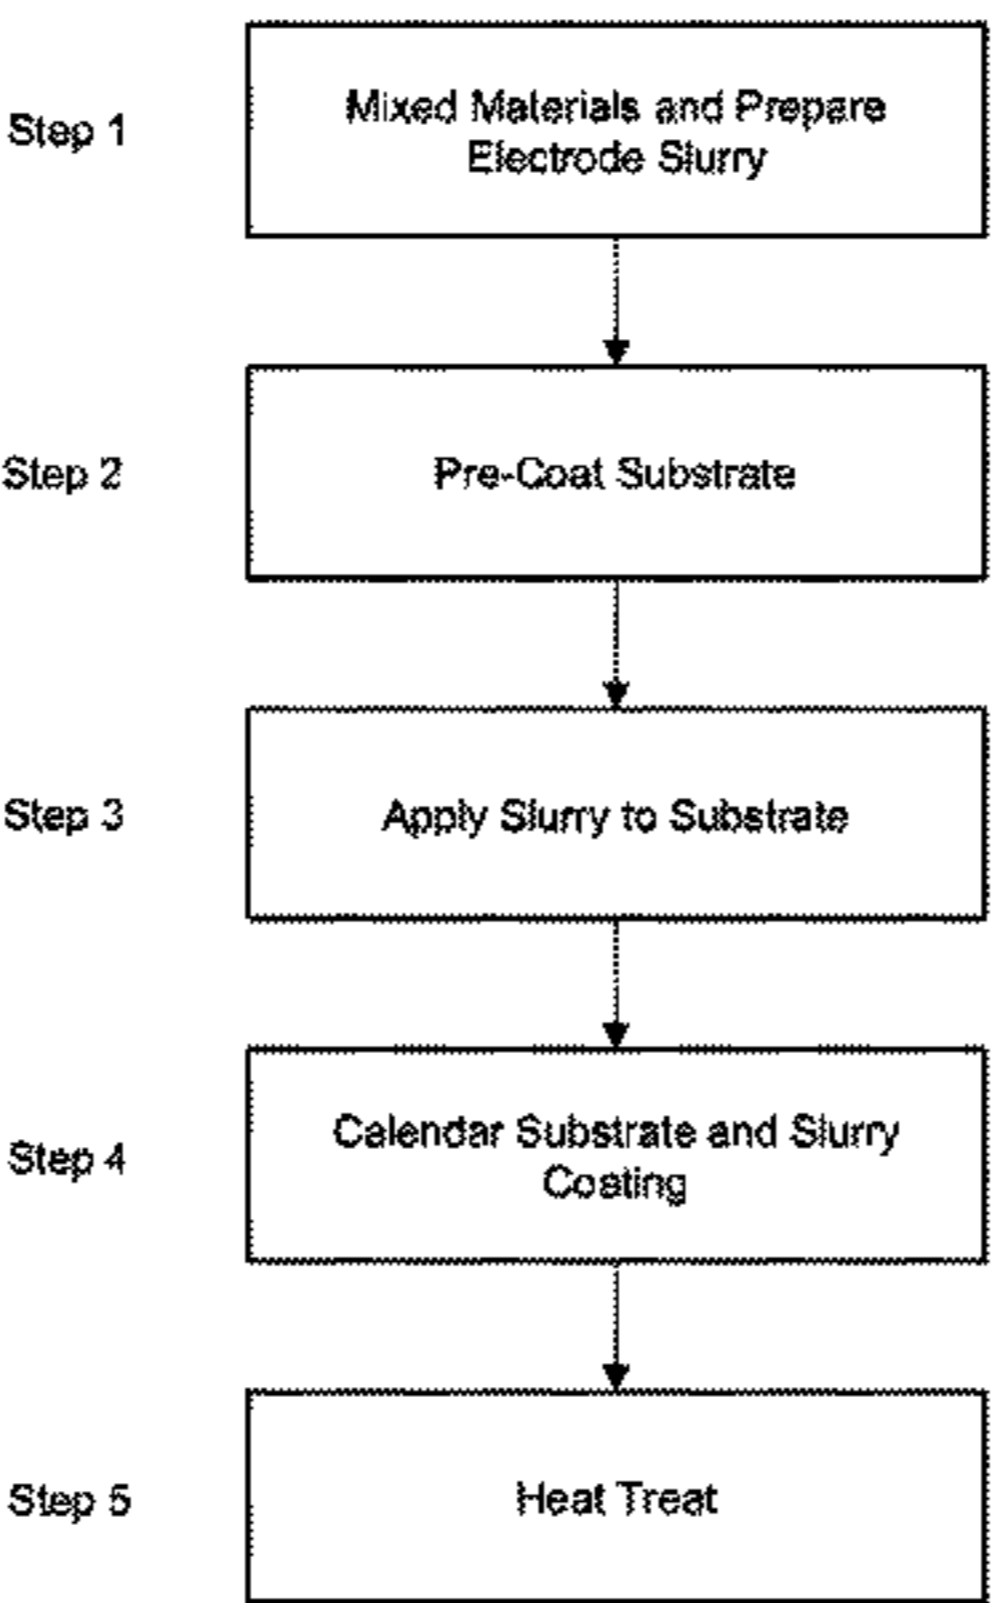 Step 1
Mixed Materials and Prepare
Electrode Slurry
Step 2
Pre-Coat Substrate
Step 3
Apply Slurry to Substrate
Step 4
Calendar Substrate and Slurry
Coating
Step 5
Heat Treat